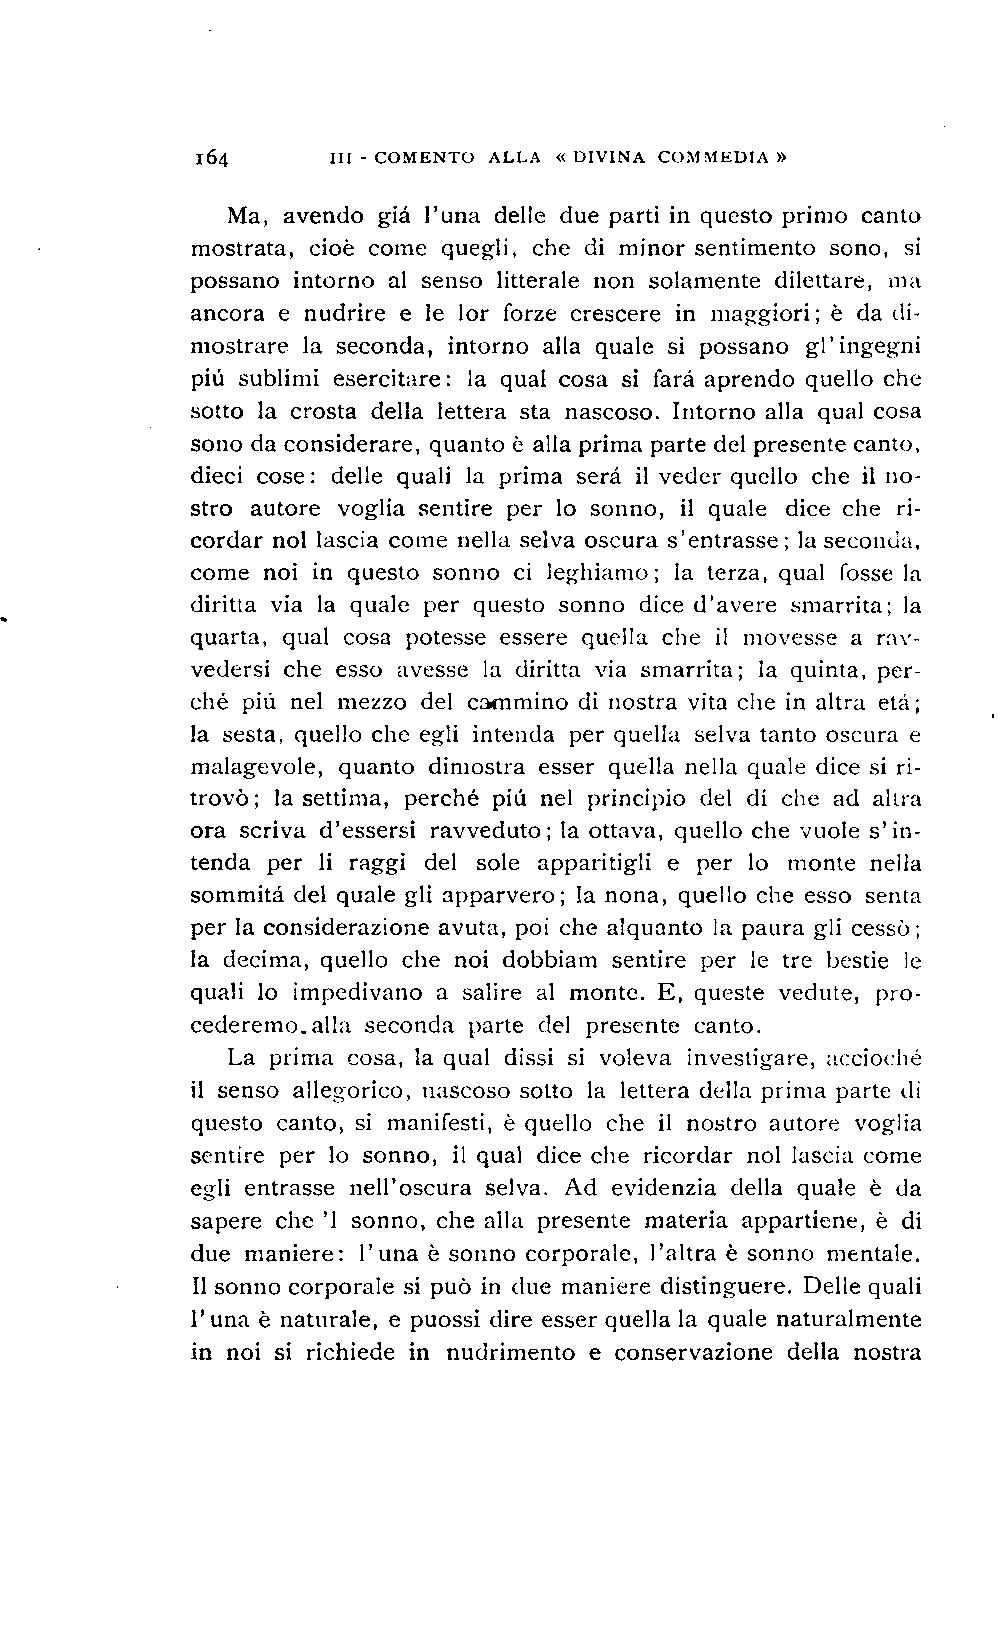 164 III - COMENTO ALLA « DIVINA COMMEDIA »
Ma, avendo giá l'una delle due parti in questo primo canto
mostrata, cioè come quegli, che di minor sentimento sono, si
possano intorno al senso litterale non solamente dilettare, ma
ancora e nudrire e le lor forze crescere in maggiori; è da di-
mostrare la seconda, intorno alla quale si possano gl'ingegni
piú sublimi esercitare: la qual cosa si fará aprendo quello che
sotto la crosta della lettera sta nascoso. Intorno alla qual cosa
sono da considerare, quanto è alla prima parte del presente canto,
dieci cose: delle quali la prima será il veder quello che il no-
stro autore voglia sentire per lo sonno, il quale dice che ri-
cordar nol lascia come nella selva oscura s'entrasse; la seconda,
come noi in questo sonno ci leghiamo; la terza, qual fosse la
diritta via la quale per questo sonno dice d'avere smarrita; la
quarta, qual cosa potesse essere quella che il movesse a rav-
vedersi che esso avesse la diritta via smarrita; la quinta, per-
ché piú nel mezzo del cammino di nostra vita che in altra etá;
la sesta, quello che egli intenda per quella selva tanto oscura e
malagevole, quanto dimostra esser quella nella quale dice si ri-
trovò; la settima, perché piú nel principio del dí che ad altra
ora scriva d'essersi ravveduto; la ottava, quello che vuole s'in-
tenda per li raggi del sole apparitigli e per lo monte nella
sommitá del quale gli apparvero; la nona, quello che esso senta
per la considerazione avuta, poi che alquanto la paura gli cessò;
la decima, quello che noi dobbiam sentire per le tre bestie le
quali lo impedivano a salire al monte. E, queste vedute, pro-
cederemo alla seconda parte del presente canto.
La prima cosa, la qual dissi si voleva investigare, accioché
il senso allegorico, nascoso sotto la lettera della prima parte di
questo canto, si manifesti, è quello che il nostro autore voglia
sentire per lo sonno, il qual dice che ricordar nol lascia come
egli entrasse nell'oscura selva. Ad evidenzia della quale è da
sapere che 'l sonno, che alla presente materia appartiene, è di
due maniere: l'una è sonno corporale, l'altra è sonno mentale.
Il sonno corporale si può in due maniere distinguere. Delle quali
l'una è naturale, e puossi dire esser quella la quale naturalmente
in noi si richiede in nudrimento e conservazione della nostra